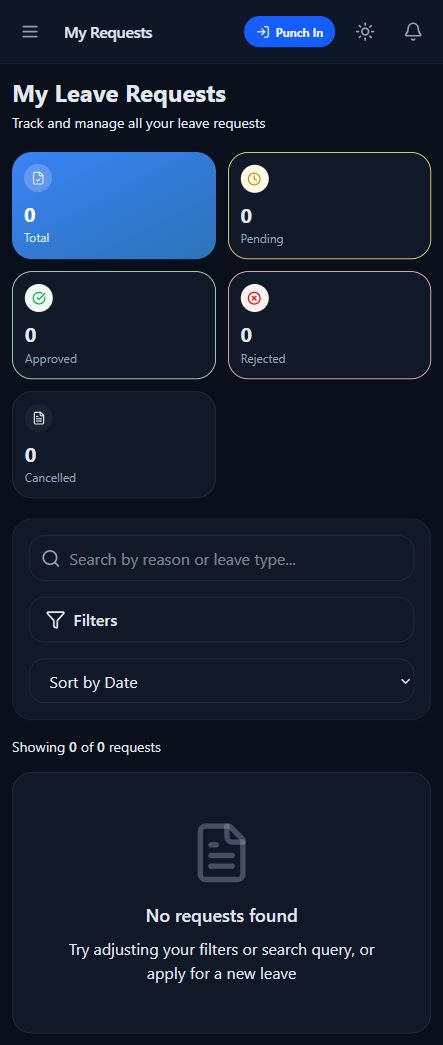 My Requests
Punch In
My Leave Requests
Track and manage all your leave requests
0
Total
0
Pending
0
Approved
0
Rejected
0
Cancelled
Search by reason or leave type...
Filters
Sort by Date
Showing 0 of 0 requests
No requests found
Try adjusting your filters or search query, or
apply for a new leave